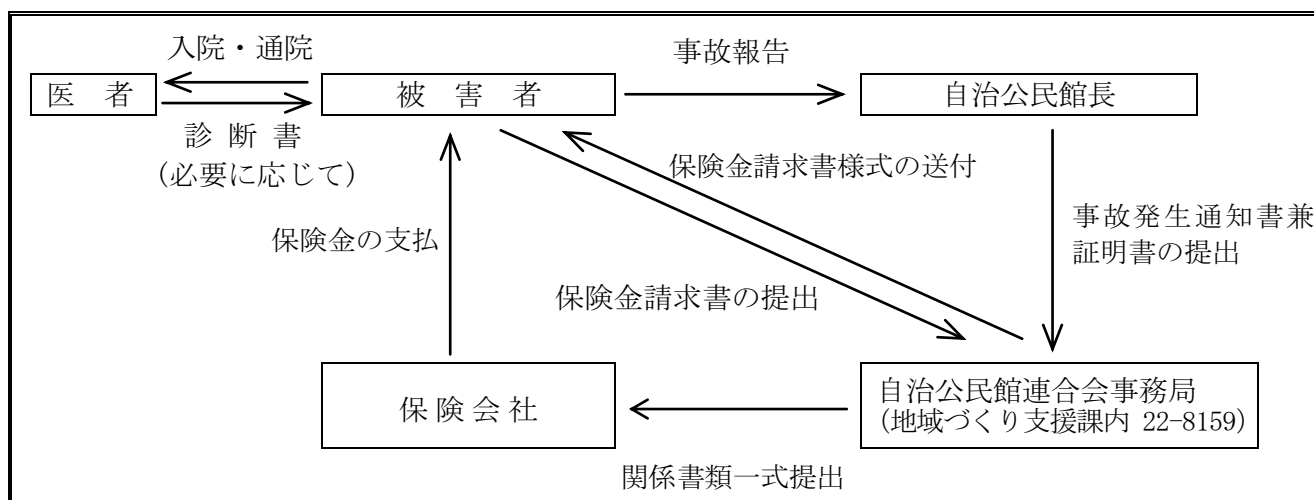 入院・通院
事故報告
医　者
被　害　者
自治公民館長
診 断 書
(必要に応じて)
保険金請求書様式の送付
事故発生通知書兼
証明書の提出
保険金の支払
保険金請求書の提出
保険会社
自治公民館連合会事務局
(地域づくり支援課内 22-8159)
関係書類一式提出